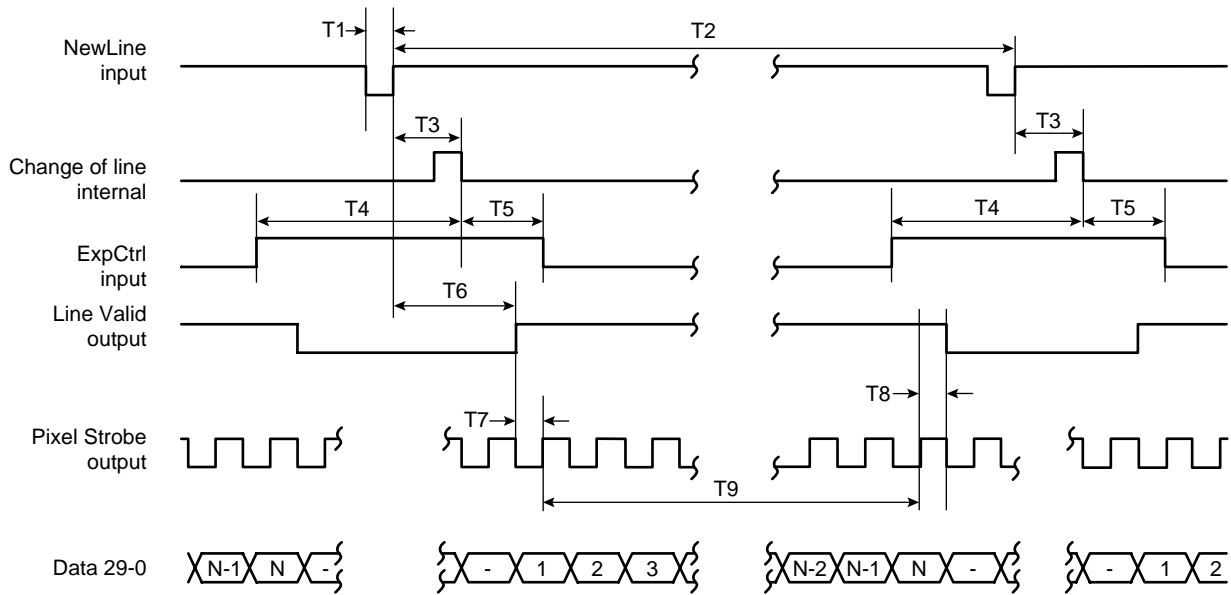 T1
T2
NewLine
input
T3
T3
Change of line
internal
T4
T5
T4
T5
ExpCtrl
input
T6
Line Valid
output
T8
T7
Pixel Strobe
output
T9
Data 29-0
N-1
N
-
-
1
2
3
N-2
N-1
N
-
-
1
2